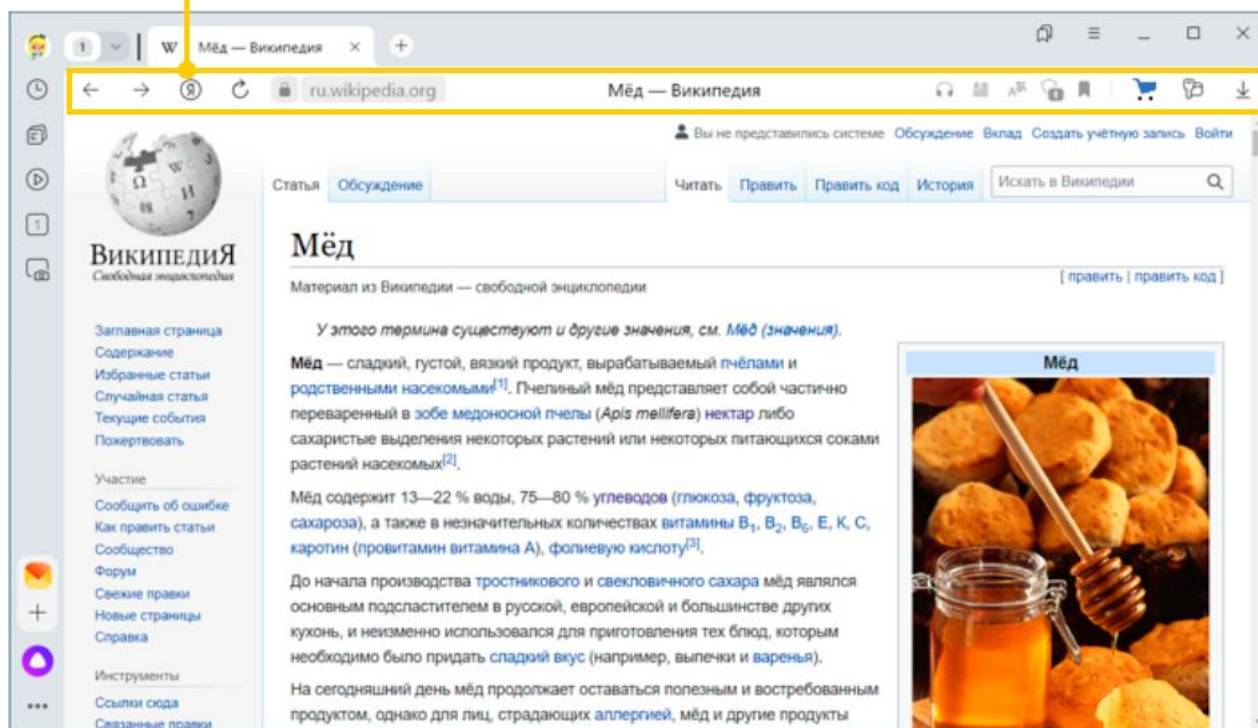 1
W Мёд — Википедия
Я
ru.wikipedia.org
Мёд — Википедия
1
Вы не представились системе Обсуждение Вклад Создать учётную запись Войти
Статья Обсуждение
Читать Править Править код История Искать в Википедии
ВикипедиЯ
Свободная энциклопедия
Заглавная страница
Содержание
Избранные статьи
Случайная статья
Текущие события
Пожертвовать
Участие
Сообщить об ошибке
Как править статьи
Сообщество
Форум
Свежие правки
Новые страницы
Справка
Инструменты
Ссылки сюда
Связанные правки
Мёд
Материал из Википедии — свободной энциклопедии
[ править | править код ]
У этого термина существуют и другие значения, см. Мёд (значения).
Мёд — сладкий, густой, вязкий продукт, вырабатываемый пчёлами и
родственными насекомыми[1]. Пчелиный мёд представляет собой частично
переваренный в зобе медоносной пчелы (Apis mellifera) нектар либо
сахаристые выделения некоторых растений или некоторых питающихся соками
растений насекомых[2].
Мёд содержит 13—22 % воды, 75—80 % углеводов (глюкоза, фруктоза,
сахароза), а также в незначительных количествах витамины B₁, B₂, B₆, E, K, C,
каротин (провитамин витамина A), фолиевую кислоту[3].
До начала производства тростникового и свекловичного сахара мёд являлся
основным подсластителем в русской, европейской и большинстве других
кухонь, и неизменно использовался для приготовления тех блюд, которым
необходимо было придать сладкий вкус (например, выпечки и варенья).
На сегодняшний день мёд продолжает оставаться полезным и востребованным
продуктом, однако для лиц, страдающих аллергией, мёд и другие продукты
Мёд